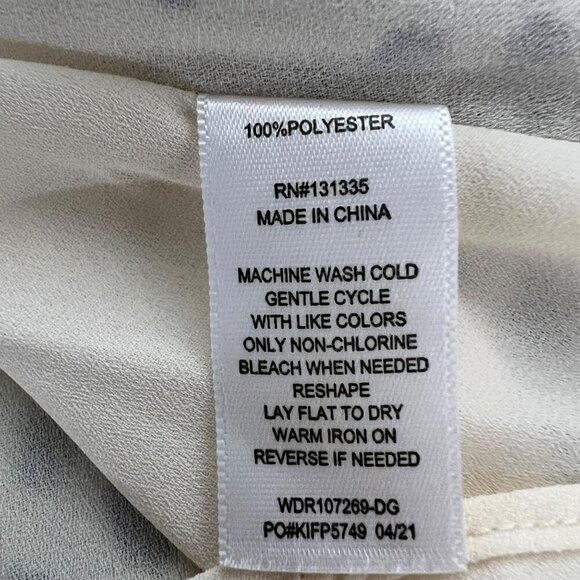 100%POLYESTER
RN#131335
MADE IN CHINA
MACHINE WASH COLD
GENTLE CYCLE
WITH LIKE COLORS
ONLY NON-CHLORINE
BLEACH WHEN NEEDED
RESHAPE
LAY FLAT TO DRY
WARM IRON ON
REVERSE IF NEEDED
WDR107269-DG
PO#KIFP5749 04/21